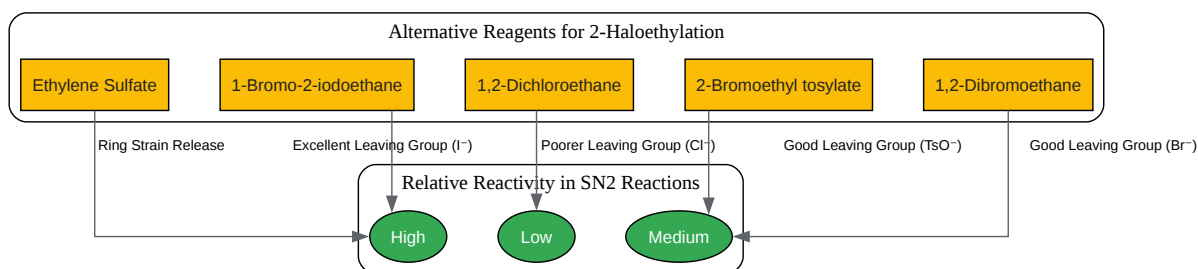 Alternative Reagents for 2-Haloethylation
Ethylene Sulfate
1-Bromo-2-iodoethane
1,2-Dichloroethane
2-Bromoethyl tosylate
1,2-Dibromoethane
Ring Strain Release
Excellent Leaving Group (I⁻)
Poorer Leaving Group (Cl⁻)
Good Leaving Group (TsO⁻)
Good Leaving Group (Br⁻)
Relative Reactivity in SN2 Reactions
High
Low
Medium